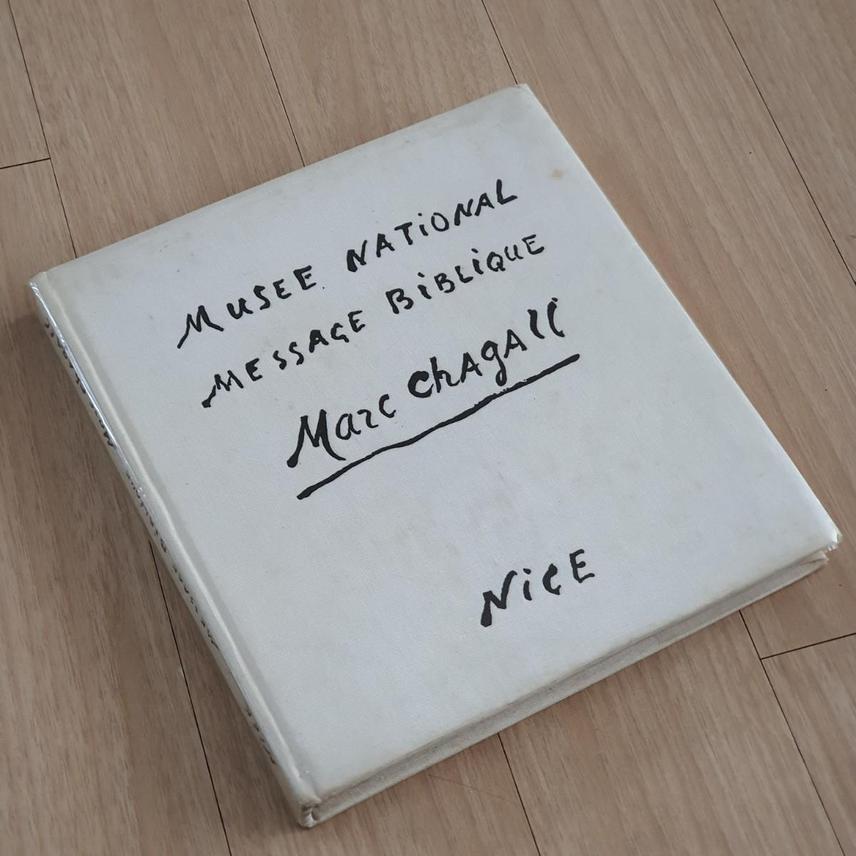 MUSEE NATIONAL
MESSAGE BiBLiQUE
Marc ChAgAll
NiCE